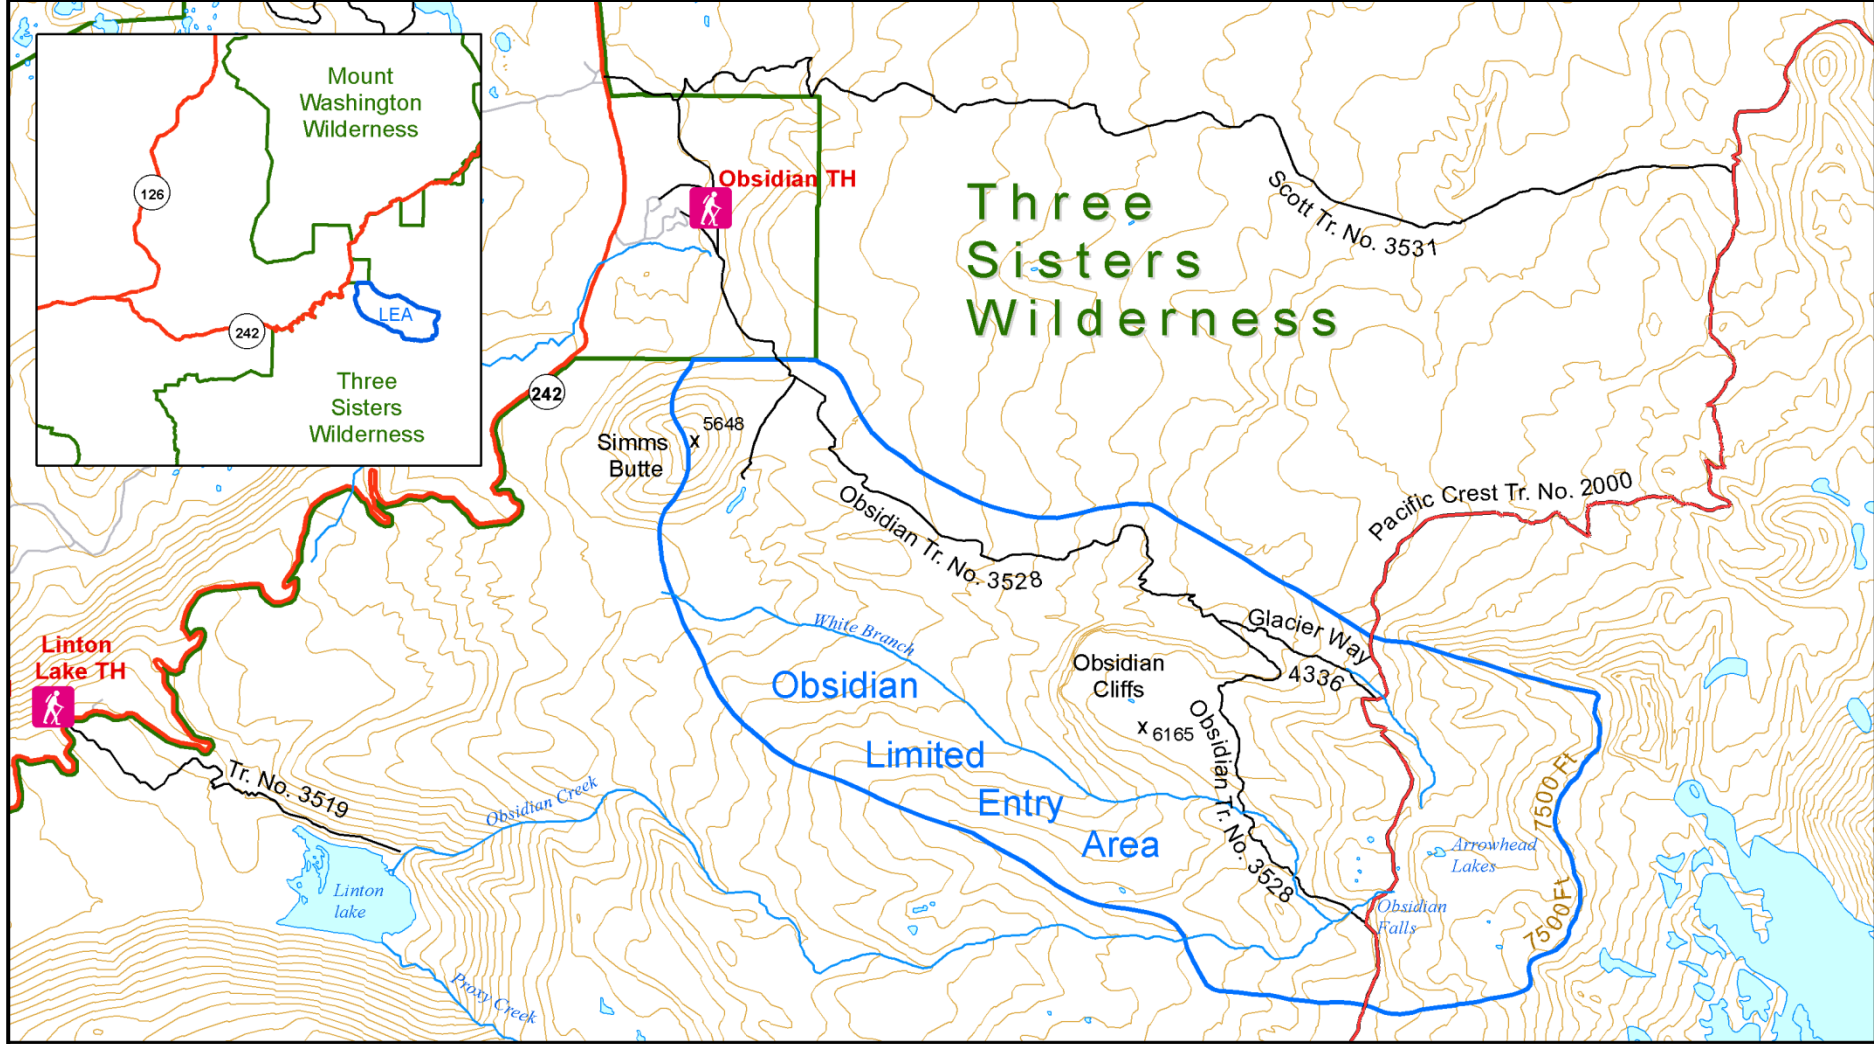 Mount
Washington
Wilderness
126
LEA
242
Three
Sisters
Wilderness
Obsidian TH
Three
Sisters
Wilderness
Scott Tr. No. 3531
242
Simms
Butte
x
5648
Pacific Crest Tr. No. 2000
Obsidian Tr. No. 3528
Glacier Way
4336
White Branch
Linton
Lake TH
Obsidian
Cliffs
x 6165
Obsidian
Limited
Entry
Area
Obsidian Tr. No. 3528
Tr. No. 3519
Obsidian Creek
7500 Ft
7500Ft
Arrowhead
Lakes
Linton
lake
Obsidian
Falls
Proxy Creek